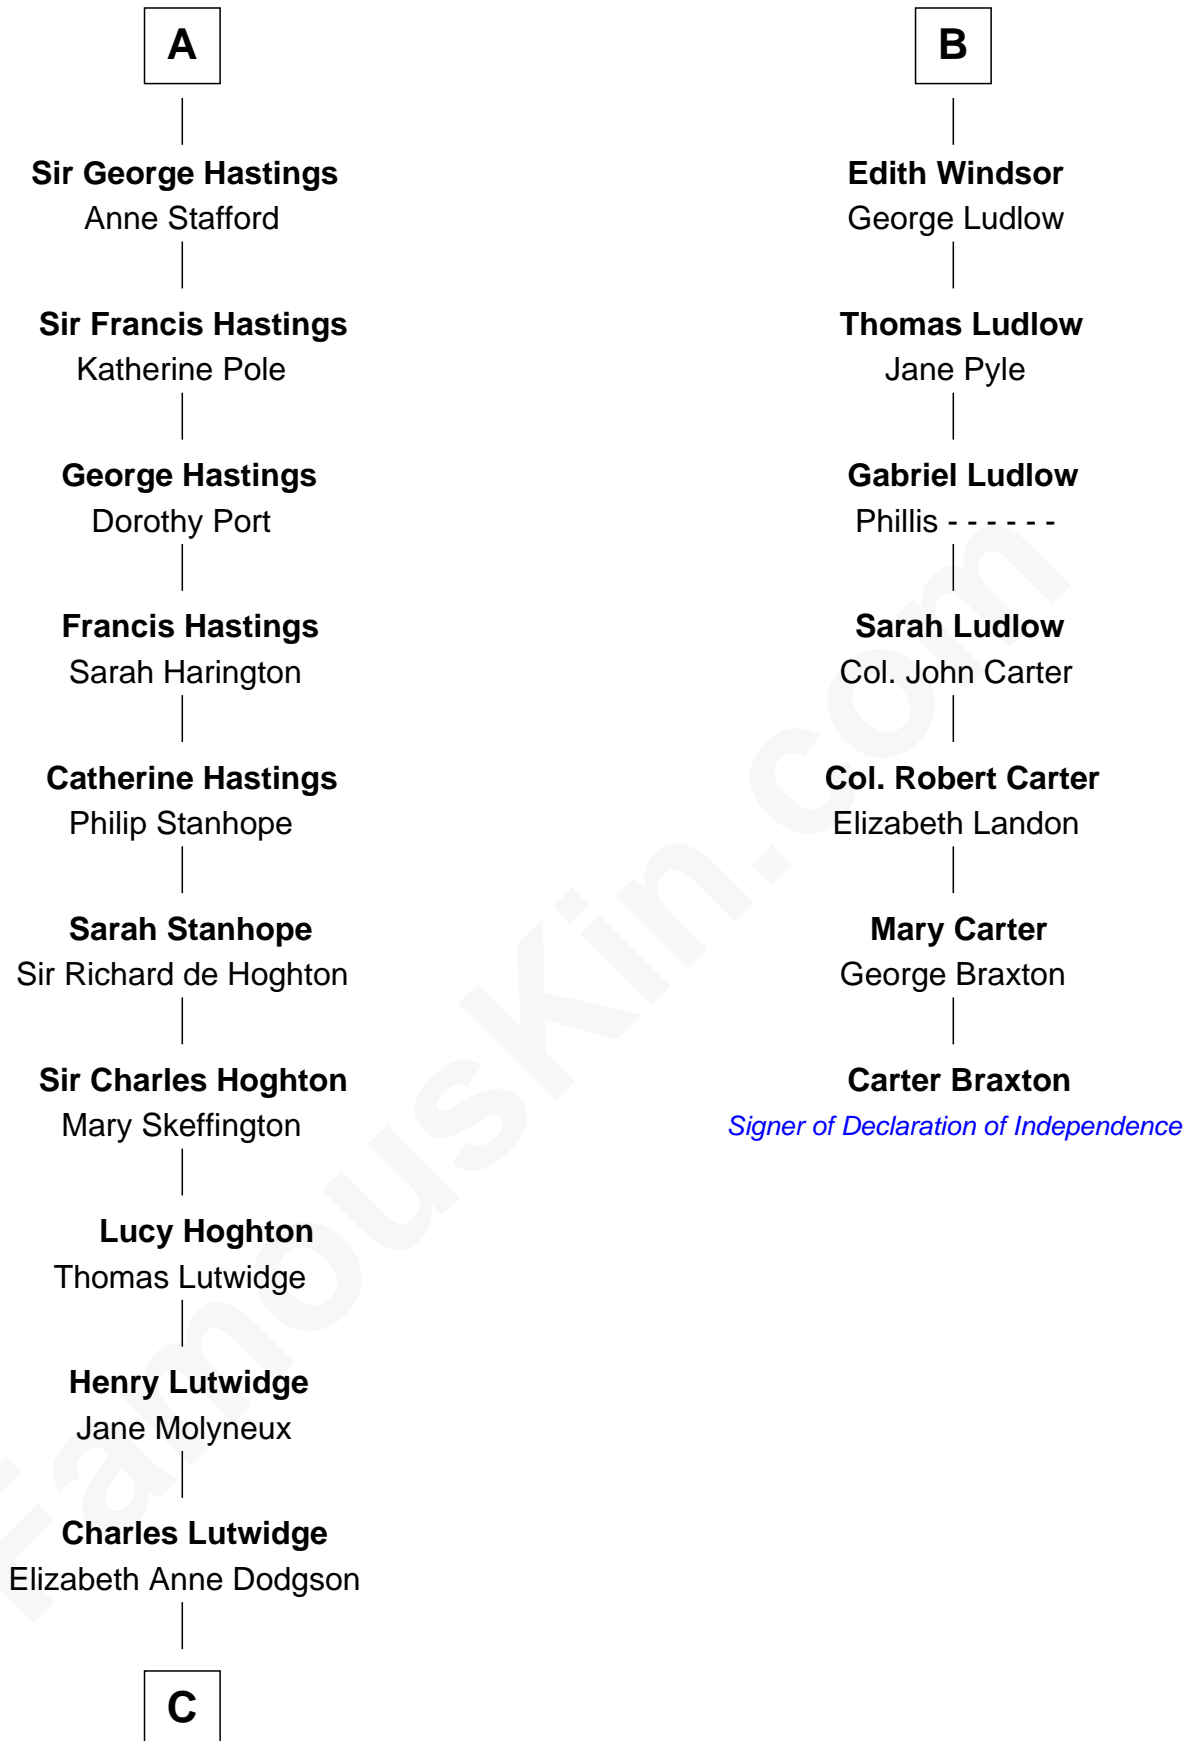 A
Sir George Hastings
Anne Stafford
Sir Francis Hastings
Katherine Pole
George Hastings
Dorothy Port
Francis Hastings
Sarah Harington
Catherine Hastings
Philip Stanhope
Sarah Stanhope
Sir Richard de Hoghton
Sir Charles Hoghton
Mary Skeffington
Lucy Hoghton
Thomas Lutwidge
Henry Lutwidge
Jane Molyneux
Charles Lutwidge
Elizabeth Anne Dodgson
C
B
Edith Windsor
George Ludlow
Thomas Ludlow
Jane Pyle
Gabriel Ludlow
Phillis - - - - - -
Sarah Ludlow
Col. John Carter
Col. Robert Carter
Elizabeth Landon
Mary Carter
George Braxton
Carter Braxton
Signer of Declaration of Independence
FamousKin.com